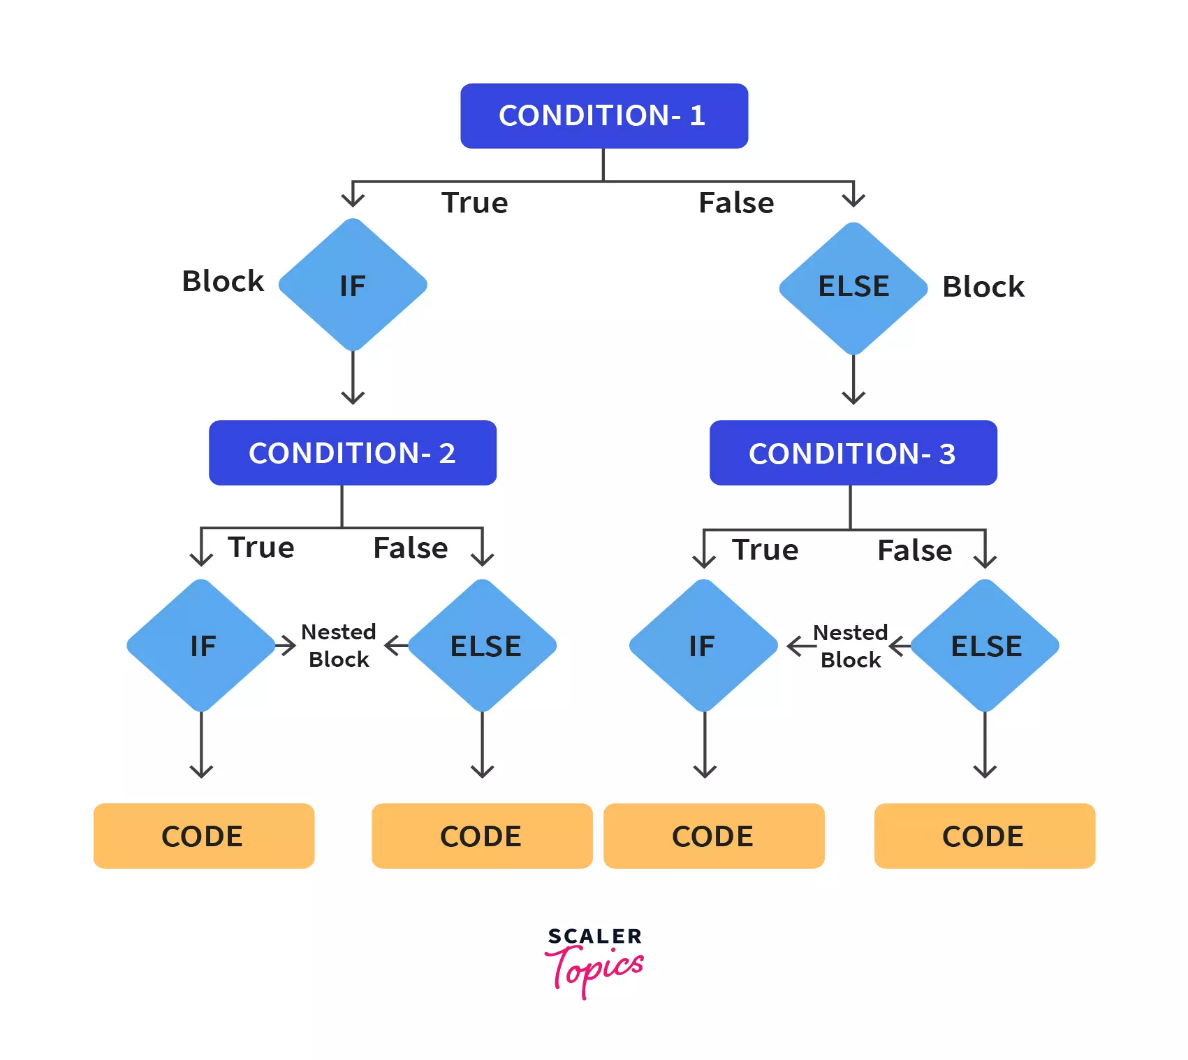 CONDITION- 1
True
False
Block
IF
ELSE
Block
CONDITION- 2
CONDITION- 3
True
False
True
False
IF
Nested
Block
ELSE
IF
Nested
Block
ELSE
CODE
CODE
CODE
CODE
SCALER
Topics